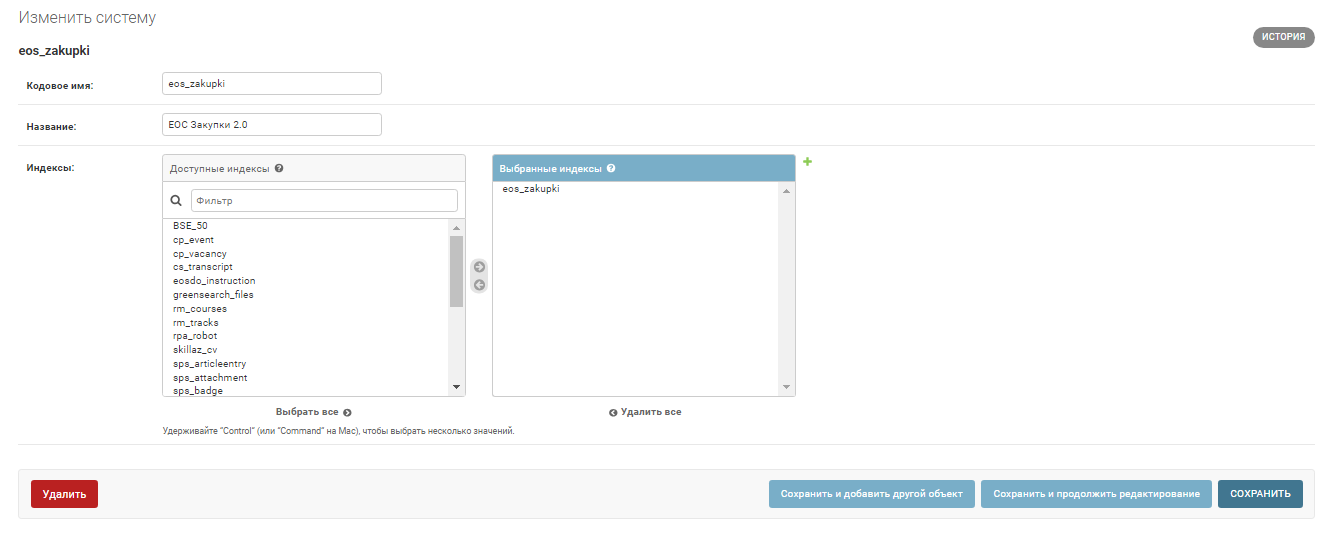 Изменить систему
ИСТОРИЯ
eos_zakupki
Кодовое имя:
eos_zakupki
Название:
ЕОС Закупки 2.0
Индексы:
Доступные индексы ?
Выбранные индексы ?
Фильтр
BSE_50
cp_event
cp_vacancy
cs_transcript
eosdo_instruction
greensearch_files
rm_courses
rm_tracks
rpa_robot
skillaz_cv
sps_articleentry
sps_attachment
sps_badge
eos_zakupki
Выбрать все
Удалить все
Удерживайте "Control" (или "Command" на Mac), чтобы выбрать несколько значений.
Удалить
Сохранить и добавить другой объект
Сохранить и продолжить редактирование
СОХРАНИТЬ